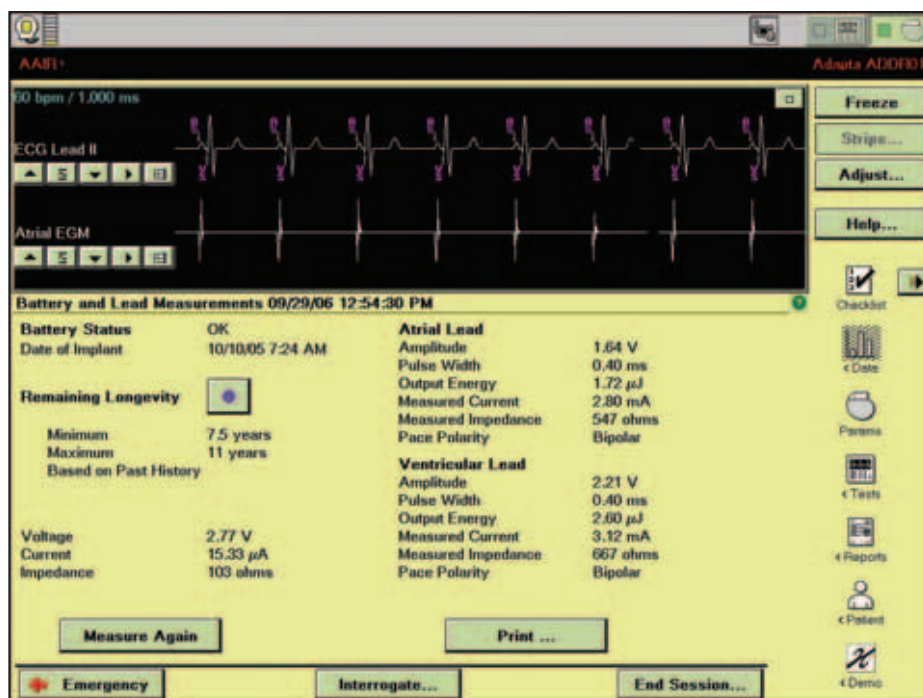 AAIR+
Adapta ADDR01
60 bpm / 1,000 ms
Freeze
ECG Lead II
Strips...
Adjust...
Atrial EGM
Help...
Battery and Lead Measurements 09/29/06 12:54:30 PM
Checklist
Battery Status OK
Date of Implant 10/10/05 7:24 AM
Remaining Longevity
Minimum 7.5 years
Maximum 11 years
Based on Past History
Voltage 2.77 V
Current 15.33 µA
Impedance 103 ohms
Atrial Lead
Amplitude 1.64 V
Pulse Width 0.40 ms
Output Energy 1.72 µJ
Measured Current 2.80 mA
Measured Impedance 547 ohms
Pace Polarity Bipolar
Ventricular Lead
Amplitude 2.21 V
Pulse Width 0.40 ms
Output Energy 2.60 µJ
Measured Current 3.12 mA
Measured Impedance 667 ohms
Pace Polarity Bipolar
< Data
Params
< Tests
< Reports
< Patient
< Demo
Measure Again
Print ...
Emergency
Interrogate...
End Session...